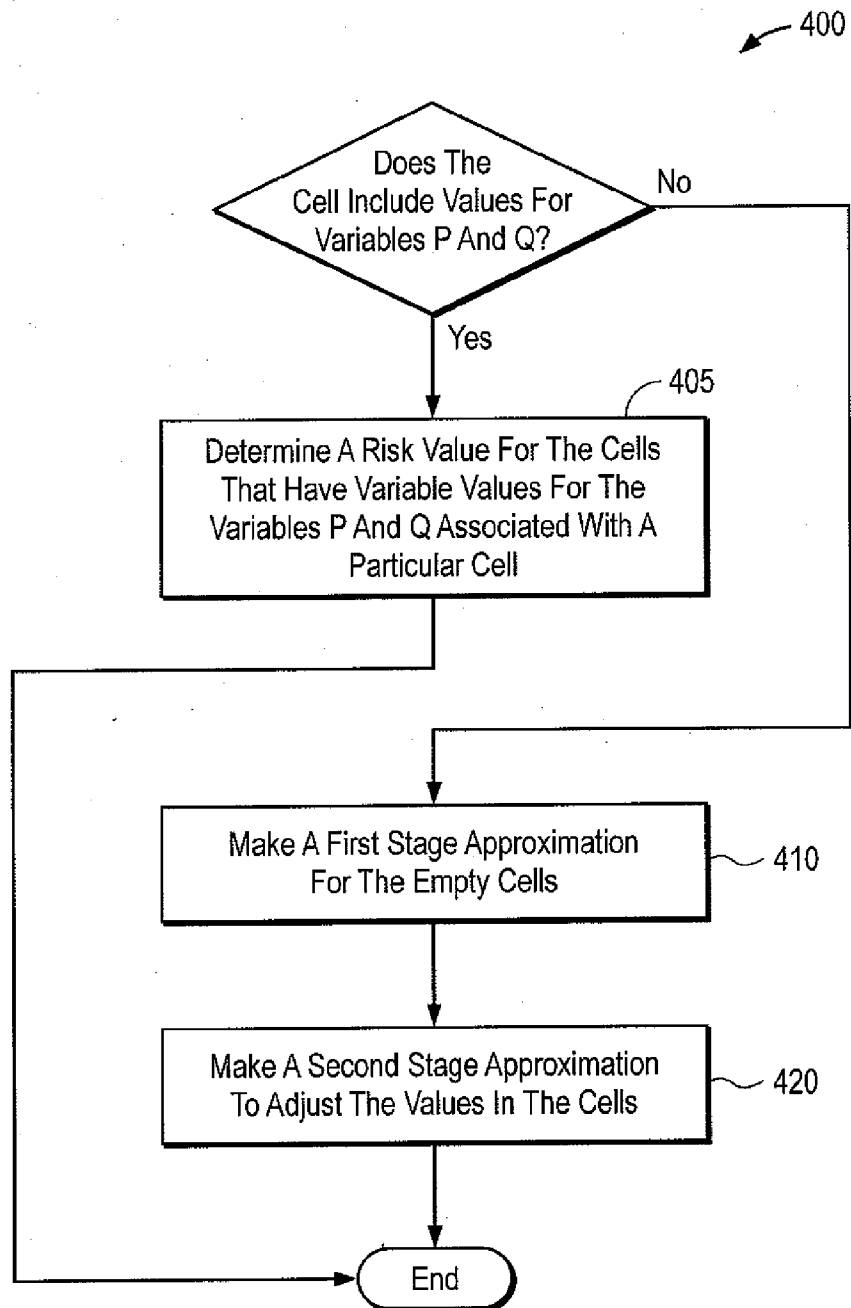 400
Does The
Cell Include Values For
Variables P And Q?
No
Yes
405
Determine A Risk Value For The Cells
That Have Variable Values For The
Variables P And Q Associated With A
Particular Cell
Make A First Stage Approximation
For The Empty Cells
410
Make A Second Stage Approximation
To Adjust The Values In The Cells
420
End